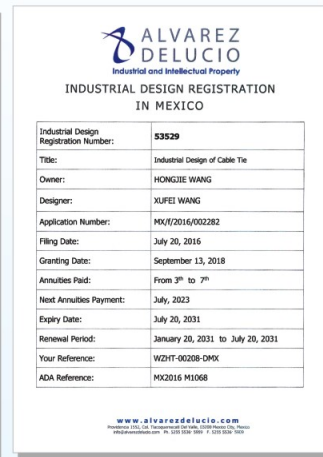 ALVAREZ
DELUCIO
Industrial and Intellectual Property
INDUSTRIAL DESIGN REGISTRATION
IN MEXICO
Industrial Design
Registration Number: 53529
Title: Industrial Design of Cable Tie
Owner: HONGJIE WANG
Designer: XUFEI WANG
Application Number: MX/f/2016/002282
Filing Date: July 20, 2016
Granting Date: September 13, 2018
Annuities Paid: From 3th to 7th
Next Annuities Payment: July, 2023
Expiry Date: July 20, 2031
Renewal Period: January 20, 2031 to July 20, 2031
Your Reference: WZHT-00208-DMX
ADA Reference: MX2016 M1068
www.alvarezdelucio.com